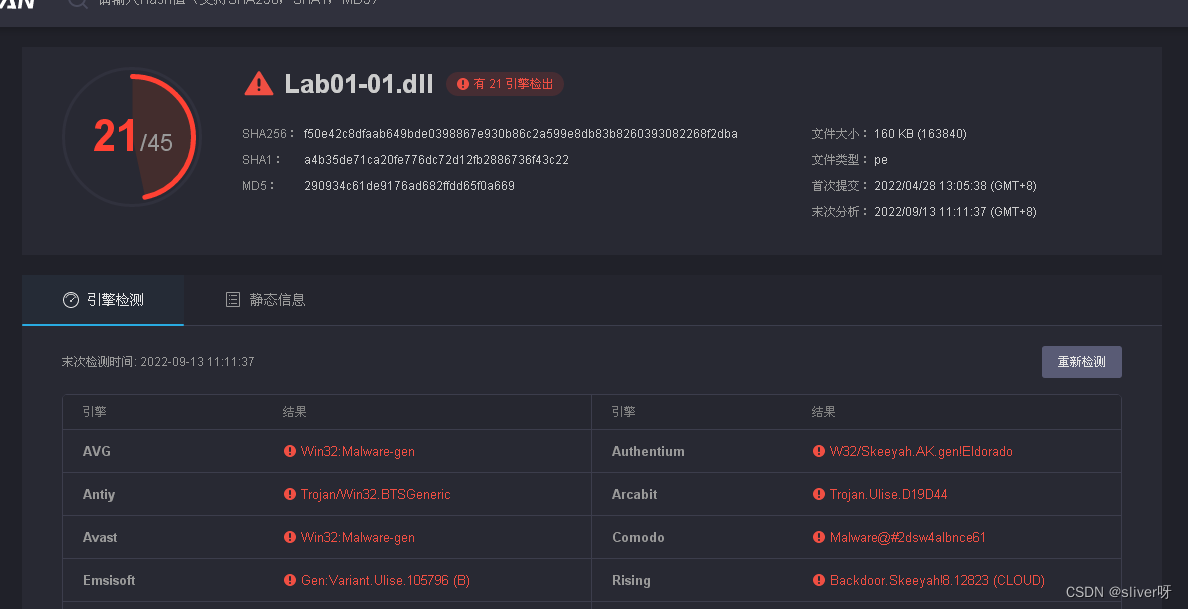 Lab01-01.dll
有 21 引擎检出
21/45
SHA256： f50e42c8dfaab649bde0398867e930b86c2a599e8db83b8260393082268f2dba
SHA1： a4b35de71ca20fe776dc72d12fb2886736f43c22
MD5： 290934c61de9176ad682ffdd65f0a669
文件大小： 160 KB (163840)
文件类型： pe
首次提交： 2022/04/28 13:05:38 (GMT+8)
末次分析： 2022/09/13 11:11:37 (GMT+8)
引擎检测 静态信息
末次检测时间: 2022-09-13 11:11:37 重新检测
引擎 结果 引擎 结果
AVG Win32:Malware-gen Authentium W32/Skeeyah.AK.gen!Eldorado
Antiy Trojan/Win32.BTSGeneric Arcabit Trojan.Ulise.D19D44
Avast Win32:Malware-gen Comodo Malware@#2dsw4albnce61
Emsisoft Gen:Variant.Ulise.105796 (B) Rising Backdoor.Skeeyah!8.12823 (CLOUD)
CSDN @sliver呀